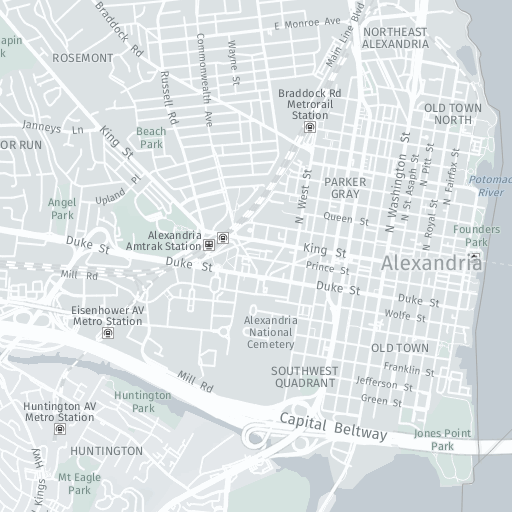 E Monroe Ave
Braddock Rd
Main Line Blvd
NORTHEAST
ALEXANDRIA
Wayne St
Commonwealth Ave
ROSEMONT
Russell Rd
Braddock Rd
Metrorail
Station
OLD TOWN
NORTH
Janneys Ln
King St
Beach
Park
OR RUN
N Washington St
N Pitt St
N St Asaph St
N Fairfax St
N Royal St
Potomac
River
PARKER
GRAY
Upland Pl
N West St
Angel
Park
Queen St
Founders
Park
Alexandria
Amtrak Station
Duke St
King St
Prince St
Alexandria
Duke St
Mill Rd
Duke St
Duke St
Wolfe St
Eisenhower AV
Metro Station
Alexandria
National
Cemetery
OLD TOWN
Franklin St
SOUTHWEST
QUADRANT
Mill Rd
Jefferson St
Green St
Huntington
Park
Huntington AV
Metro Station
Capital Beltway
Jones Point
Park
HUNTINGTON
Mt Eagle
Park
Kings Hwy